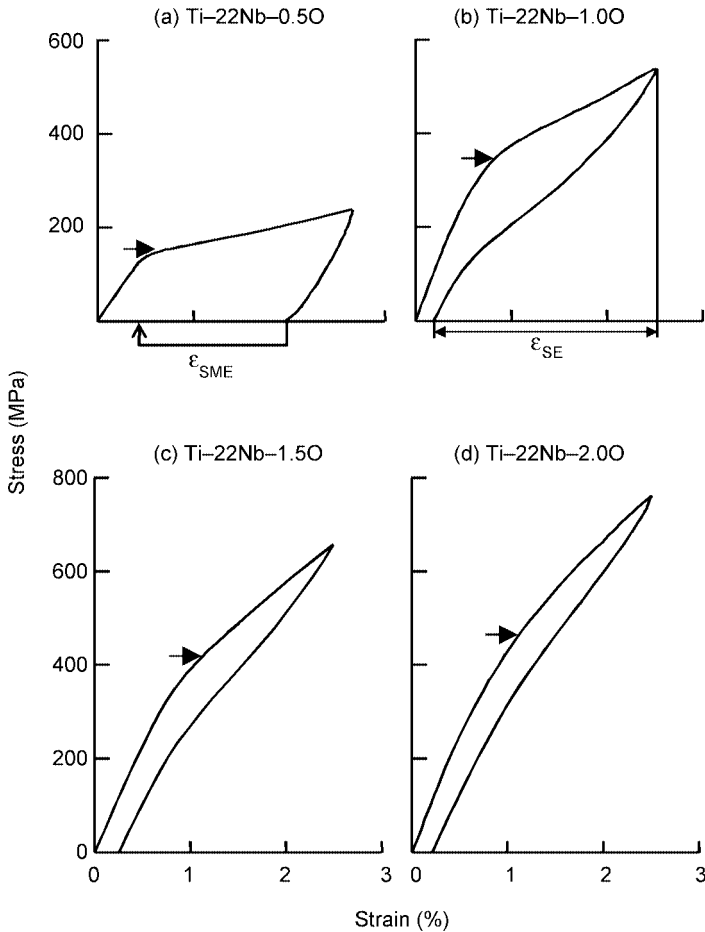 (a) Ti–22Nb–0.5O
(b) Ti–22Nb–1.0O
600
400
200
εSME
εSE
Stress (MPa)
(c) Ti–22Nb–1.5O
(d) Ti–22Nb–2.0O
800
600
400
200
0
0 1 2 3
0 1 2 3
Strain (%)